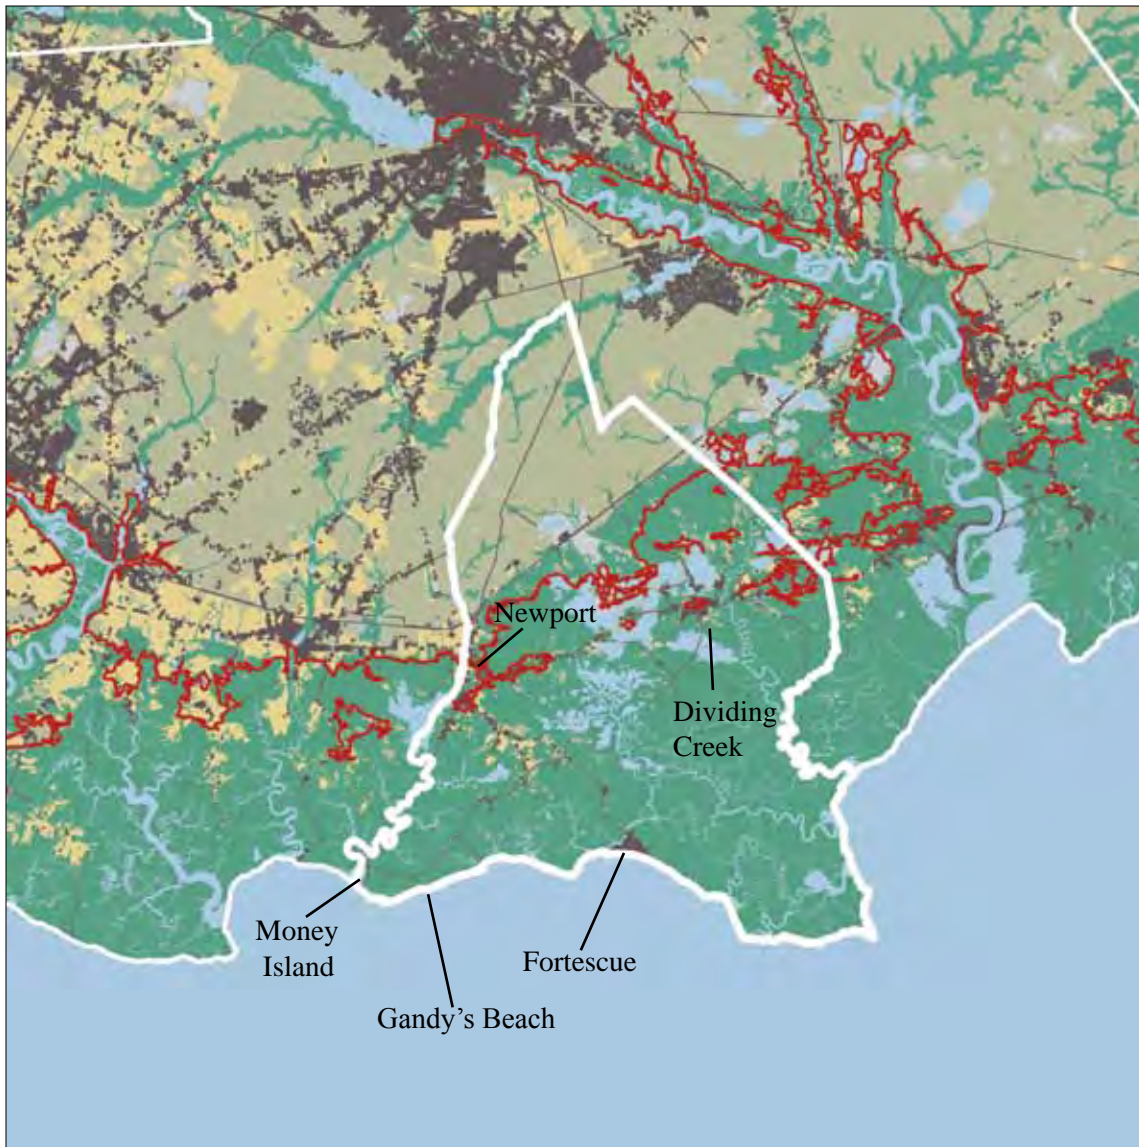 Newport
Dividing
Creek
Money
Island
Fortescue
Gandy’s Beach